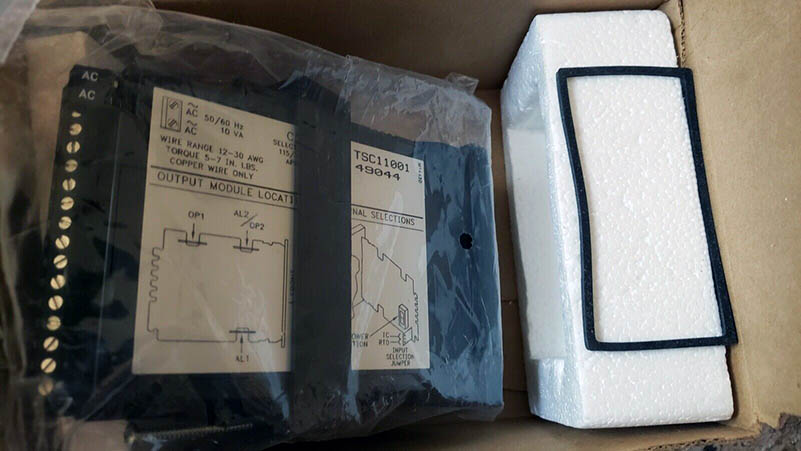 AC
AC
AC 50/60 Hz
AC 10 VA
WIRE RANGE 12-30 AWG
TORQUE 5-7 IN. LBS.
COPPER WIRE ONLY
115/
TSC11001
49044
OUTPUT MODULE LOCATI
NAL SELECTIONS
OP1
AL2/
OP2
AL1
TC
RTD
INPUT
SELECTION
JUMPER